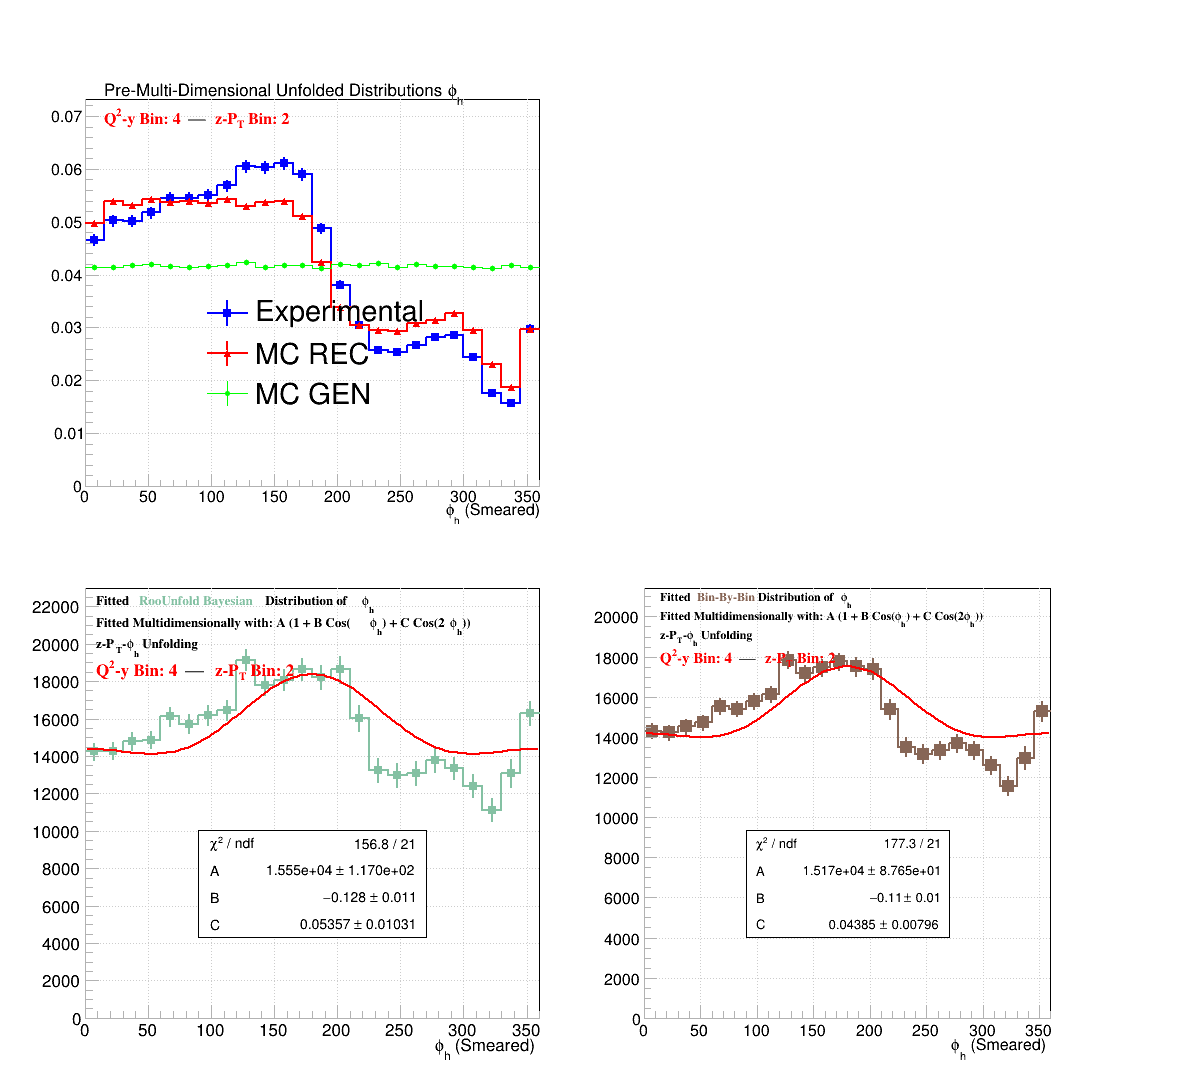 Pre-Multi-Dimensional Unfolded Distributions ϕh
Q²-y Bin: 4 — z-PT Bin: 2
0.07
0.06
0.05
0.04
0.03
0.02
0.01
0
Experimental
MC REC
MC GEN
0 50 100 150 200 250 300 350
ϕh (Smeared)
Fitted RooUnfold Bayesian Distribution of ϕh
Fitted Multidimensionally with: A (1 + B Cos( ϕh) + C Cos(2 ϕh))
z-PT-ϕh Unfolding
Q²-y Bin: 4 — z-PT Bin: 2
22000
20000
18000
16000
14000
12000
10000
8000
6000
4000
2000
0
χ² / ndf 156.8 / 21
A 1.555e+04 ± 1.170e+02
B −0.128 ± 0.011
C 0.05357 ± 0.01031
0 50 100 150 200 250 300 350
ϕh (Smeared)
Fitted Bin-By-Bin Distribution of ϕh
Fitted Multidimensionally with: A (1 + B Cos(ϕh) + C Cos(2ϕh))
z-PT-ϕh Unfolding
Q²-y Bin: 4 — z-PT Bin: 2
20000
18000
16000
14000
12000
10000
8000
6000
4000
2000
0
χ² / ndf 177.3 / 21
A 1.517e+04 ± 8.765e+01
B −0.11 ± 0.01
C 0.04385 ± 0.00796
0 50 100 150 200 250 300 350
ϕh (Smeared)